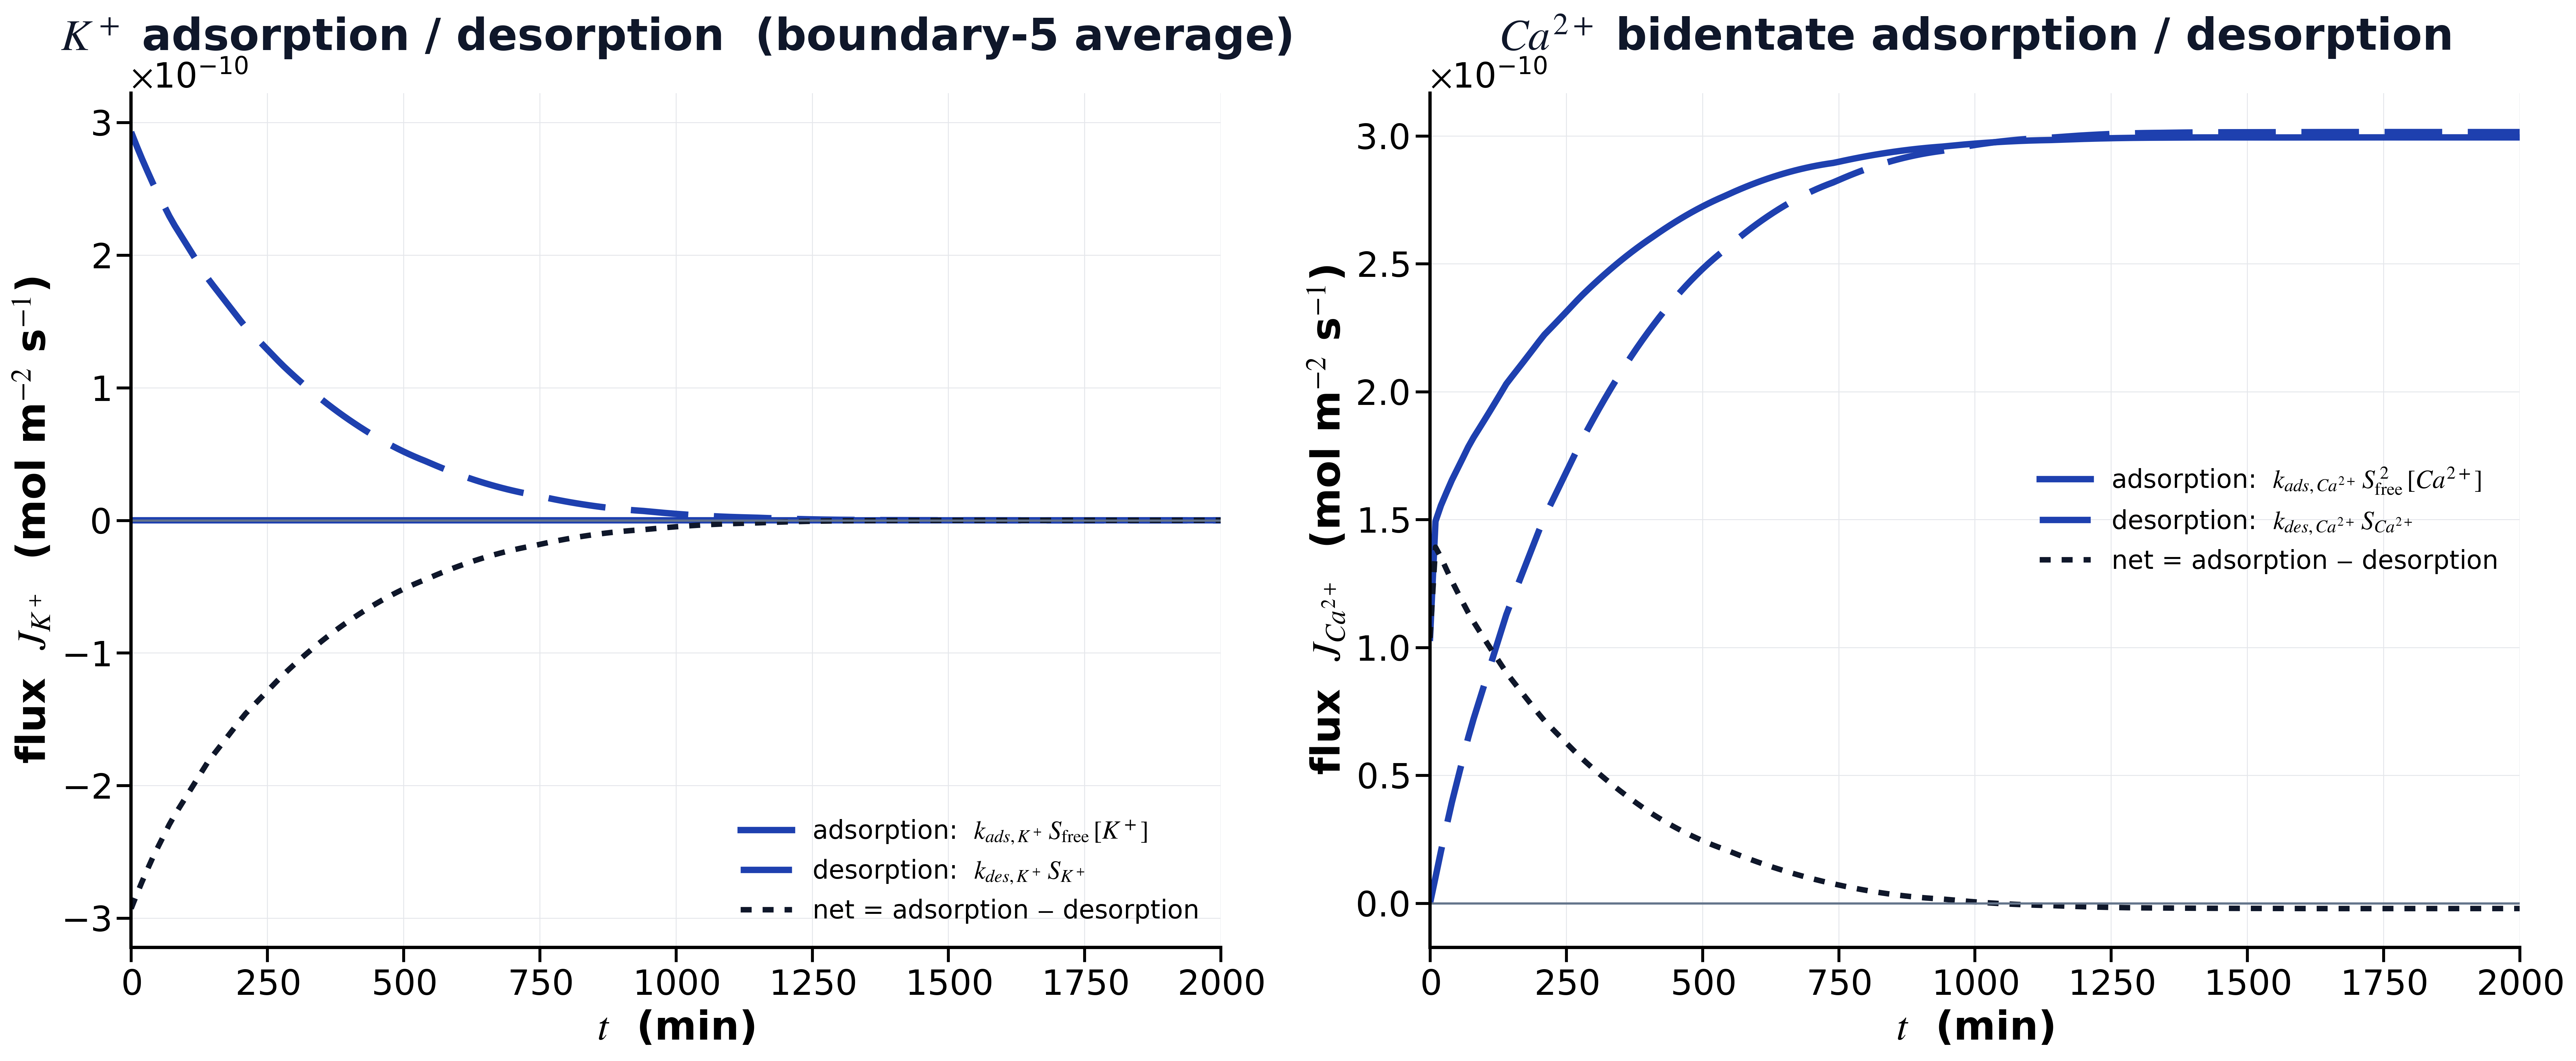 K⁺ adsorption / desorption (boundary-5 average)
×10⁻¹⁰
flux J_K⁺ (mol m⁻² s⁻¹)
3
2
1
0
−1
−2
−3
adsorption: k_ads,K⁺ S_free [K⁺]
desorption: k_des,K⁺ S_K⁺
net = adsorption − desorption
0 250 500 750 1000 1250 1500 1750 2000
t (min)
Ca²⁺ bidentate adsorption / desorption
×10⁻¹⁰
flux J_Ca²⁺ (mol m⁻² s⁻¹)
3.0
2.5
2.0
1.5
1.0
0.5
0.0
adsorption: k_ads,Ca²⁺ S²_free [Ca²⁺]
desorption: k_des,Ca²⁺ S_Ca²⁺
net = adsorption − desorption
0 250 500 750 1000 1250 1500 1750 2000
t (min)